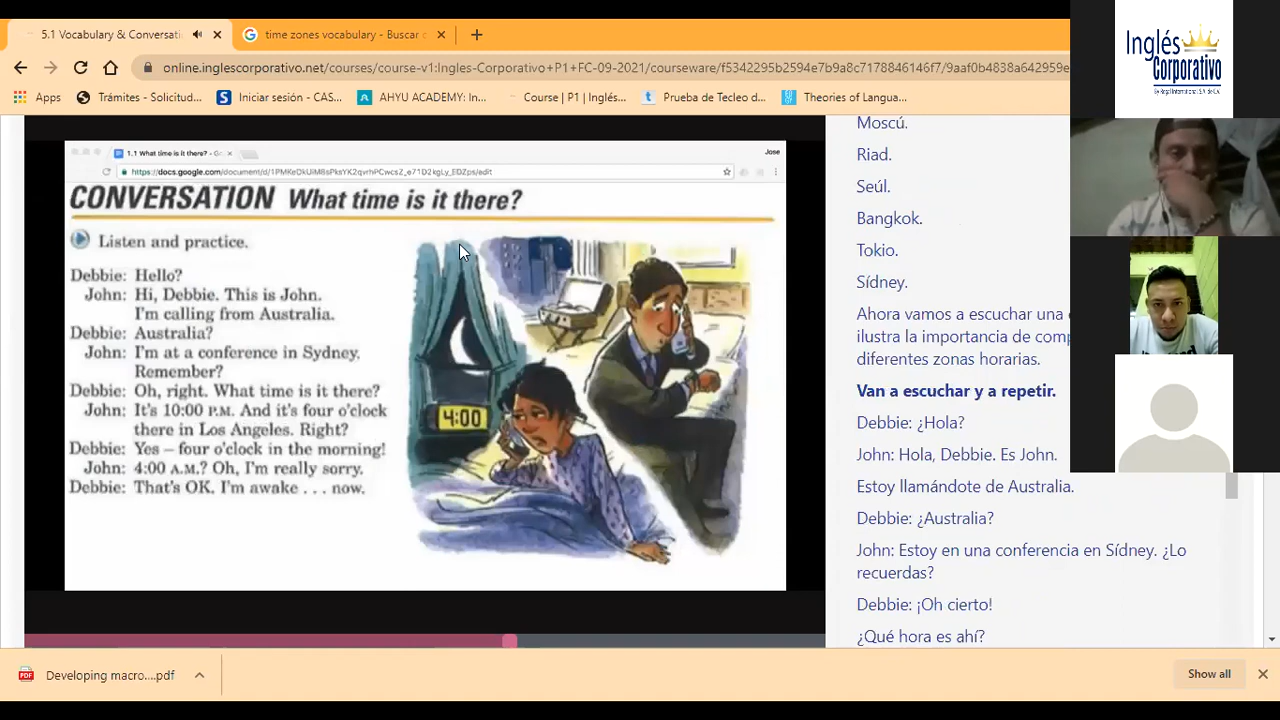 5.1 Vocabulary & Conversati
time zones vocabulary - Buscar c
online.inglescorporativo.net/courses/course-v1:Ingles-Corporativo+P1+FC-09-2021/courseware/f5342295b2594e7b9a8c7178846146f7/9aaf0b4838a642959e
Apps
Trámites - Solicitud...
Iniciar sesión - CAS...
AHYU ACADEMY: In...
Course | P1 | Inglés...
Prueba de Tecleo d...
Theories of Langua...
Inglés
Corporativo
1.1 What time is it there? - G
Jose
CONVERSATION What time is it there?
Listen and practice.
Debbie: Hello?
John: Hi, Debbie. This is John.
I'm calling from Australia.
Debbie: Australia?
John: I'm at a conference in Sydney.
Remember?
Debbie: Oh, right. What time is it there?
John: It's 10:00 P.M. And it's four o'clock
there in Los Angeles. Right?
Debbie: Yes – four o'clock in the morning!
John: 4:00 A.M.? Oh, I'm really sorry.
Debbie: That's OK. I'm awake . . . now.
4:00
Moscú.
Riad.
Seúl.
Bangkok.
Tokio.
Sídney.
Ahora vamos a escuchar una
ilustra la importancia de comp
diferentes zonas horarias.
Van a escuchar y a repetir.
Debbie: ¿Hola?
John: Hola, Debbie. Es John.
Estoy llamándote de Australia.
Debbie: ¿Australia?
John: Estoy en una conferencia en Sídney. ¿Lo
recuerdas?
Debbie: ¡Oh cierto!
¿Qué hora es ahí?
Developing macro....pdf
Show all